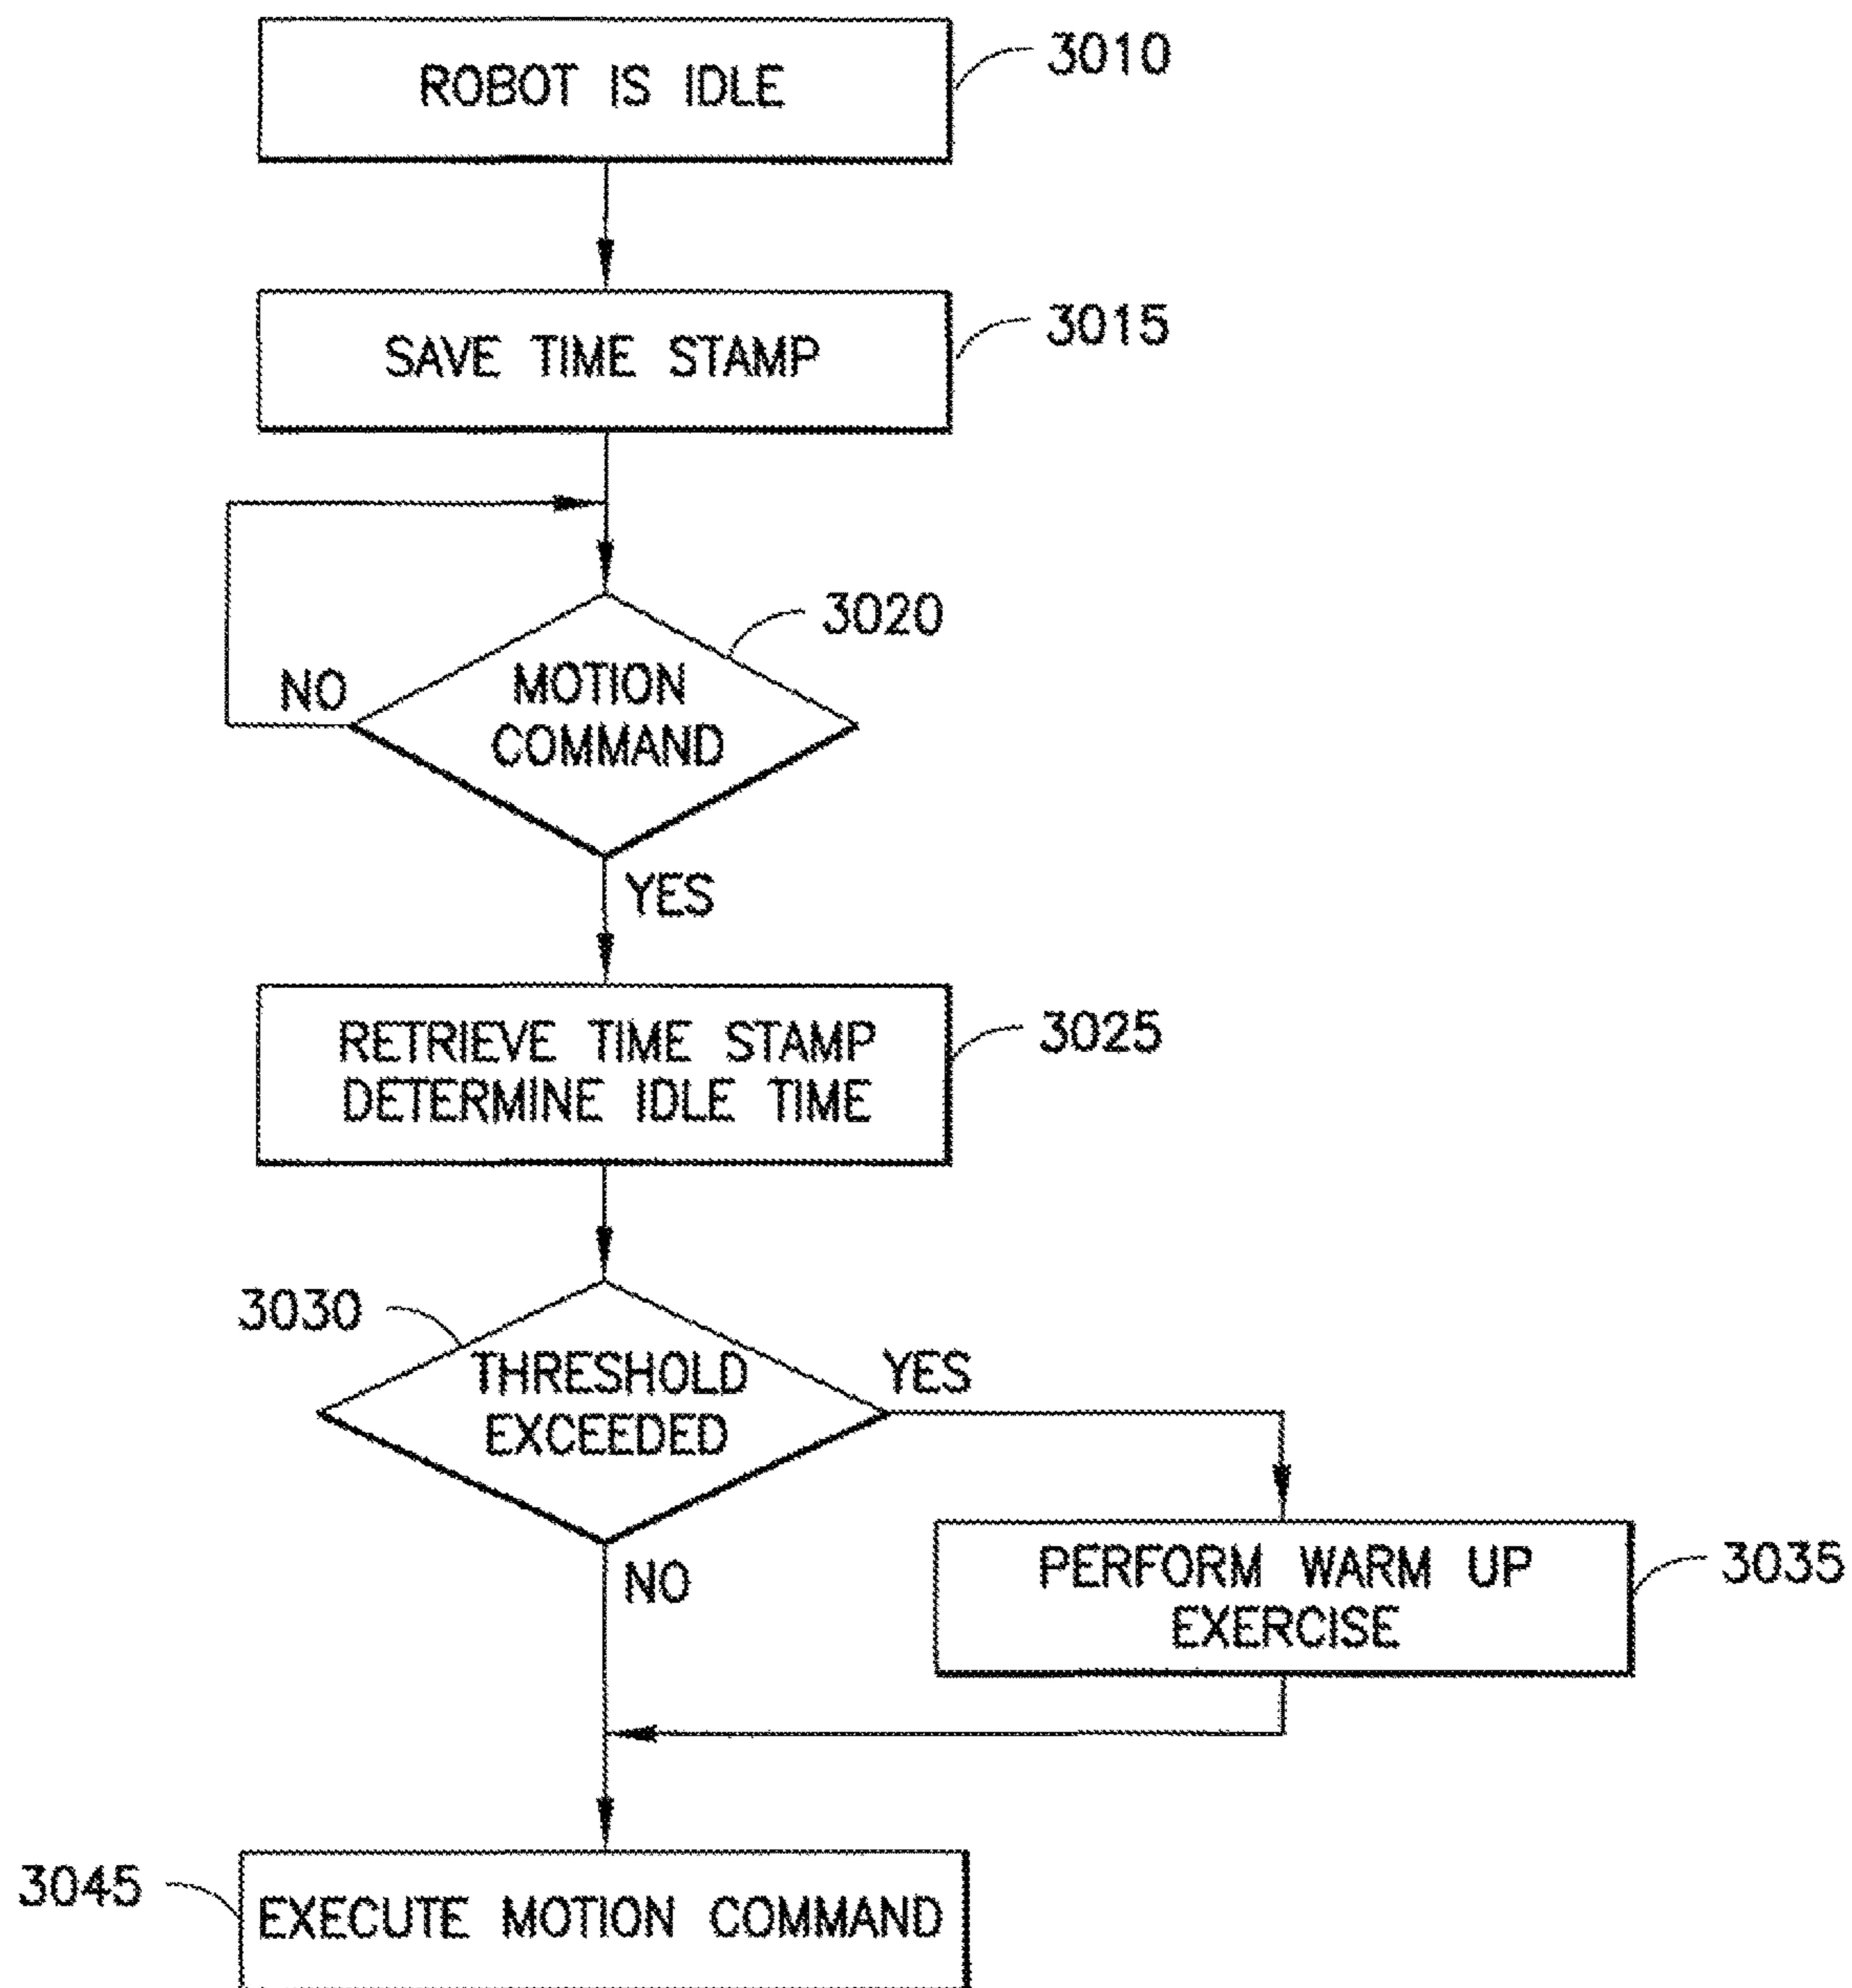 ROBOT IS IDLE
3010
SAVE TIME STAMP
3015
3020
MOTION
COMMAND
NO
YES
RETRIEVE TIME STAMP
DETERMINE IDLE TIME
3025
3030
THRESHOLD
EXCEEDED
YES
NO
PERFORM WARM UP
EXERCISE
3035
3045
EXECUTE MOTION COMMAND